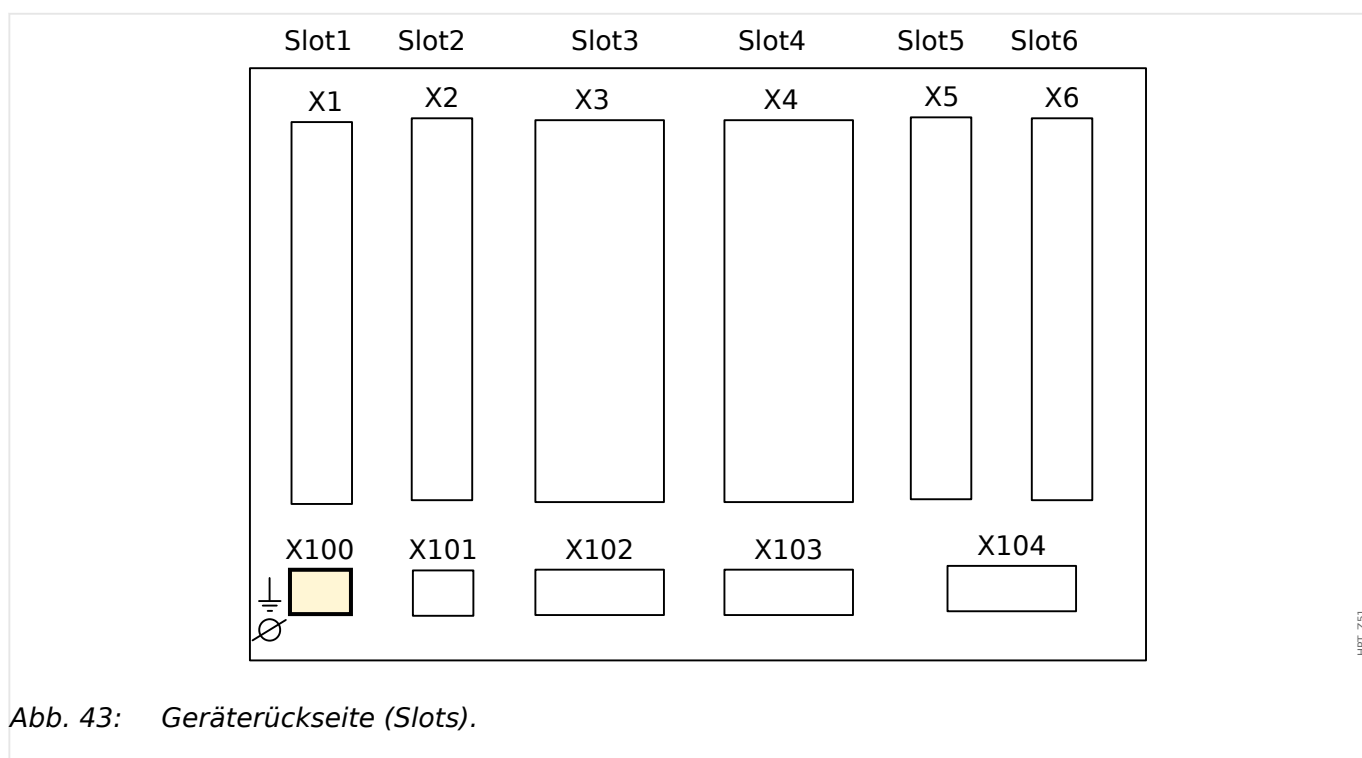 Slot1 Slot2 Slot3 Slot4 Slot5 Slot6
X1 X2 X3 X4 X5 X6
X100 X101 X102 X103 X104
Abb. 43: Geräterückseite (Slots).